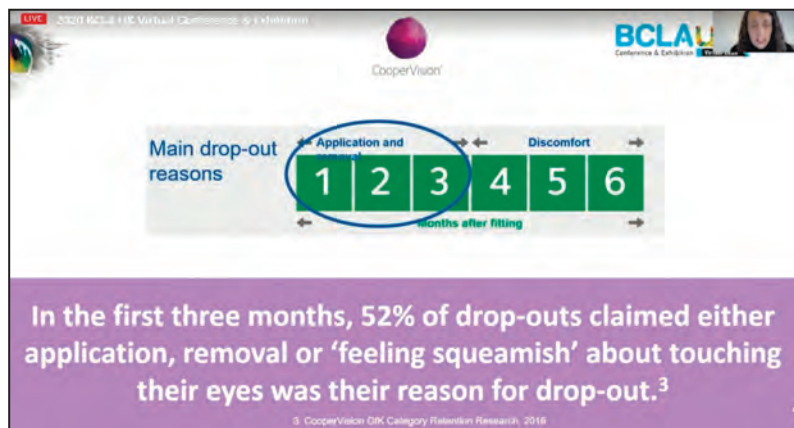 LIVE 2020 BCLA UK Virtual Conference & Exhibition
BCLA
Conference & Exhibition
CooperVision®
Main drop-out
reasons
Application and
removal
Discomfort
1 2 3 4 5 6
Months after fitting
In the first three months, 52% of drop-outs claimed either
application, removal or ‘feeling squeamish’ about touching
their eyes was their reason for drop-out.3
3. CooperVision GfK Category Retention Research, 2016